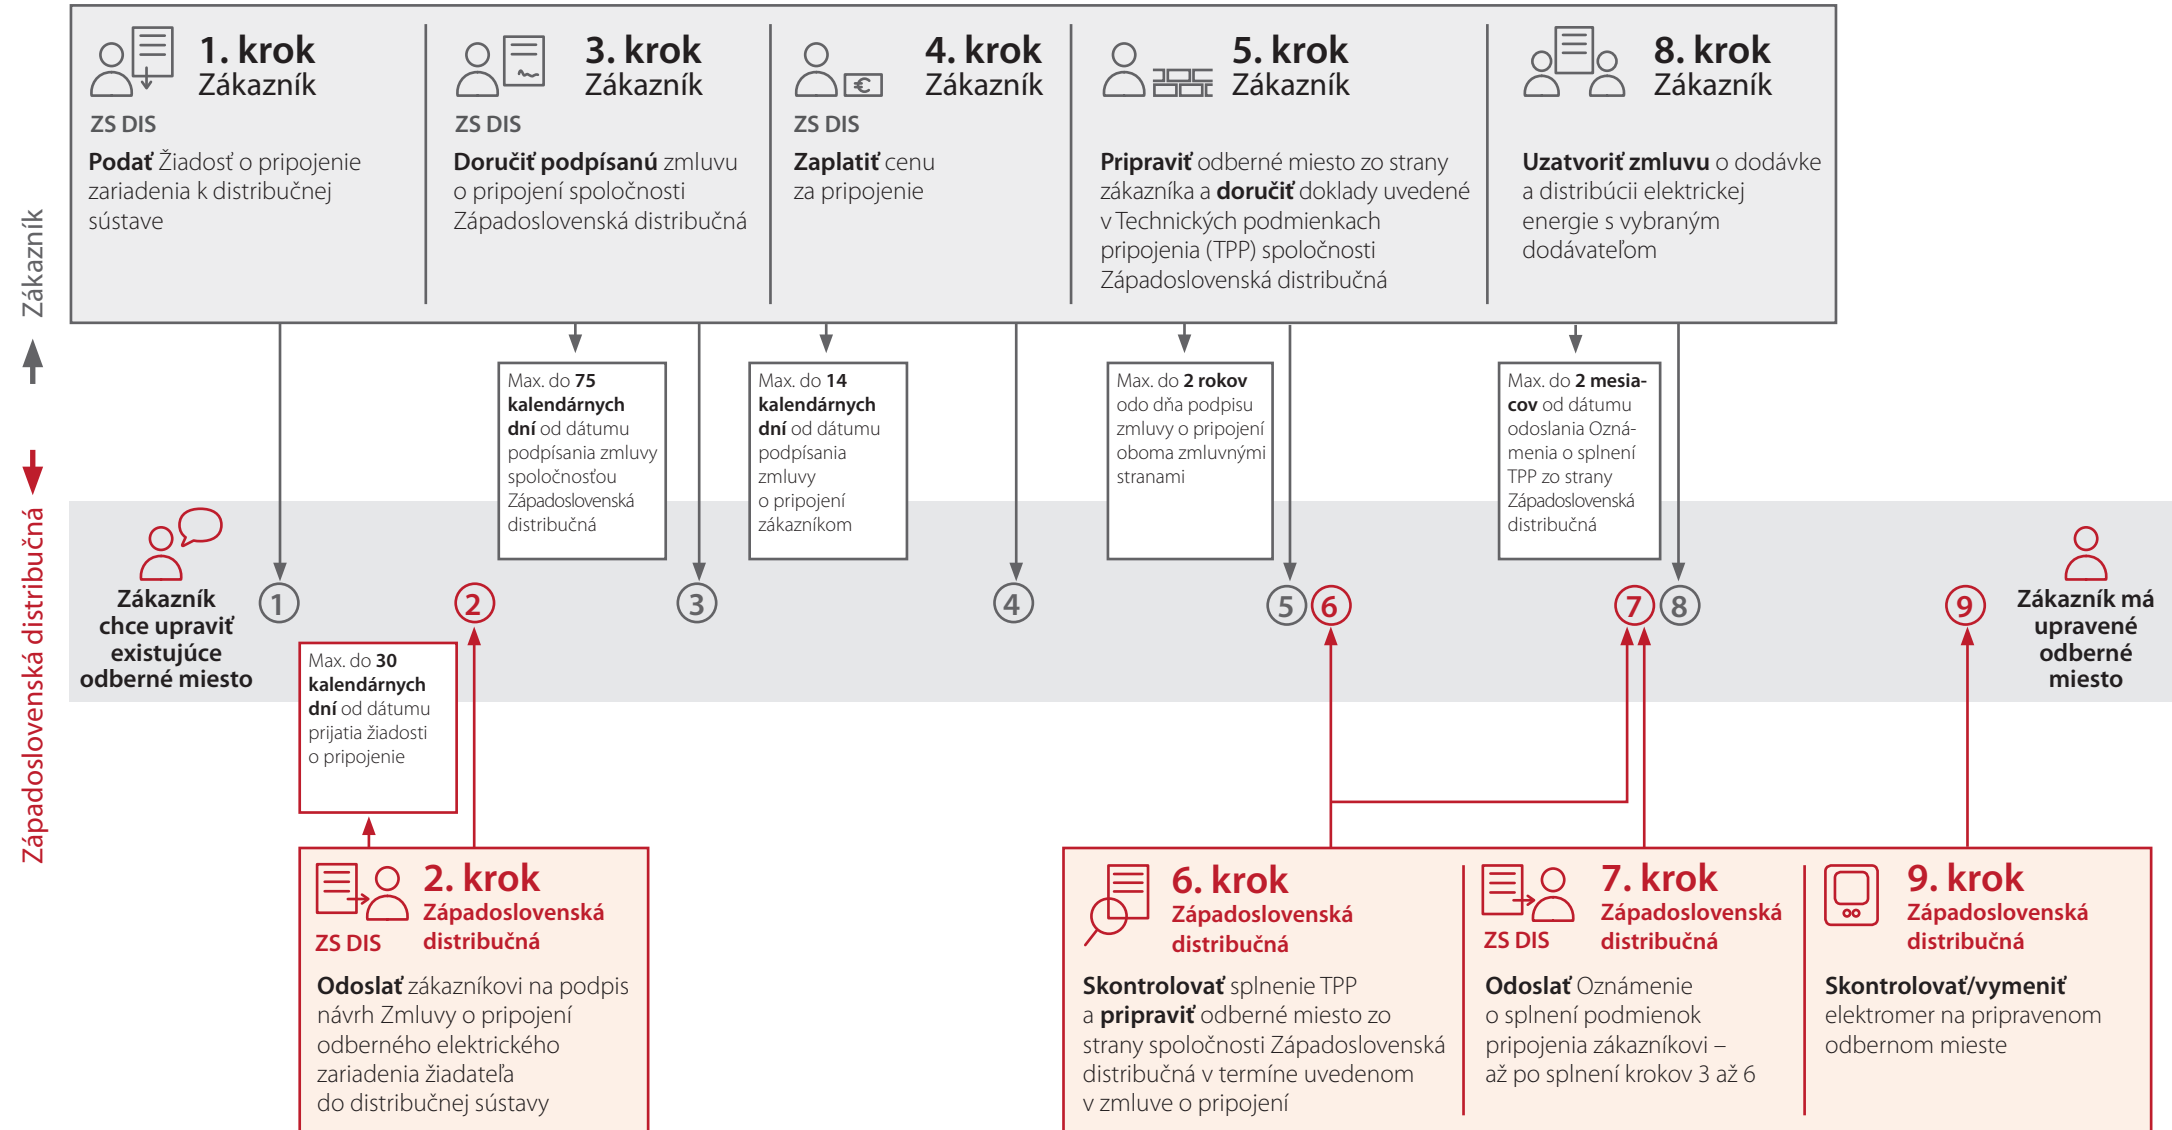 1. krok
Zákazník
ZS DIS
Podať Žiadosť o pripojenie
zariadenia k distribučnej
sústave
3. krok
Zákazník
ZS DIS
Doručiť podpísanú zmluvu
o pripojení spoločnosti
Západoslovenská distribučná
4. krok
Zákazník
€
ZS DIS
Zaplatiť cenu
za pripojenie
5. krok
Zákazník
Pripraviť odberné miesto zo strany
zákazníka a doručiť doklady uvedené
v Technických podmienkach
pripojenia (TPP) spoločnosti
Západoslovenská distribučná
8. krok
Zákazník
Uzatvoriť zmluvu o dodávke
a distribúcii elektrickej
energie s vybraným
dodávateľom
Zákazník
Západoslovenská distribučná
Max. do 75
kalendárnych
dní od dátumu
podpísania zmluvy
spoločnosťou
Západoslovenská
distribučná
Max. do 14
kalendárnych
dní od dátumu
podpísania
zmluvy
o pripojení
zákazníkom
Max. do 2 rokov
odo dňa podpisu
zmluvy o pripojení
oboma zmluvnými
stranami
Max. do 2 mesia-
cov od dátumu
odoslania Ozná-
menia o splnení
TPP zo strany
Západoslovenská
distribučná
Zákazník
chce upraviť
existujúce
odberné miesto
1
2
3
4
5
6
7
8
9
Zákazník má
upravené
odberné
miesto
Max. do 30
kalendárnych
dní od dátumu
prijatia žiadosti
o pripojenie
2. krok
Západoslovenská
distribučná
ZS DIS
Odoslať zákazníkovi na podpis
návrh Zmluvy o pripojení
odberného elektrického
zariadenia žiadateľa
do distribučnej sústavy
6. krok
Západoslovenská
distribučná
Skontrolovať splnenie TPP
a pripraviť odberné miesto zo
strany spoločnosti Západoslovenská
distribučná v termíne uvedenom
v zmluve o pripojení
7. krok
Západoslovenská
distribučná
ZS DIS
Odoslať Oznámenie
o splnení podmienok
pripojenia zákazníkovi –
až po splnení krokov 3 až 6
9. krok
Západoslovenská
distribučná
Skontrolovať/vymeniť
elektromer na pripravenom
odbernom mieste